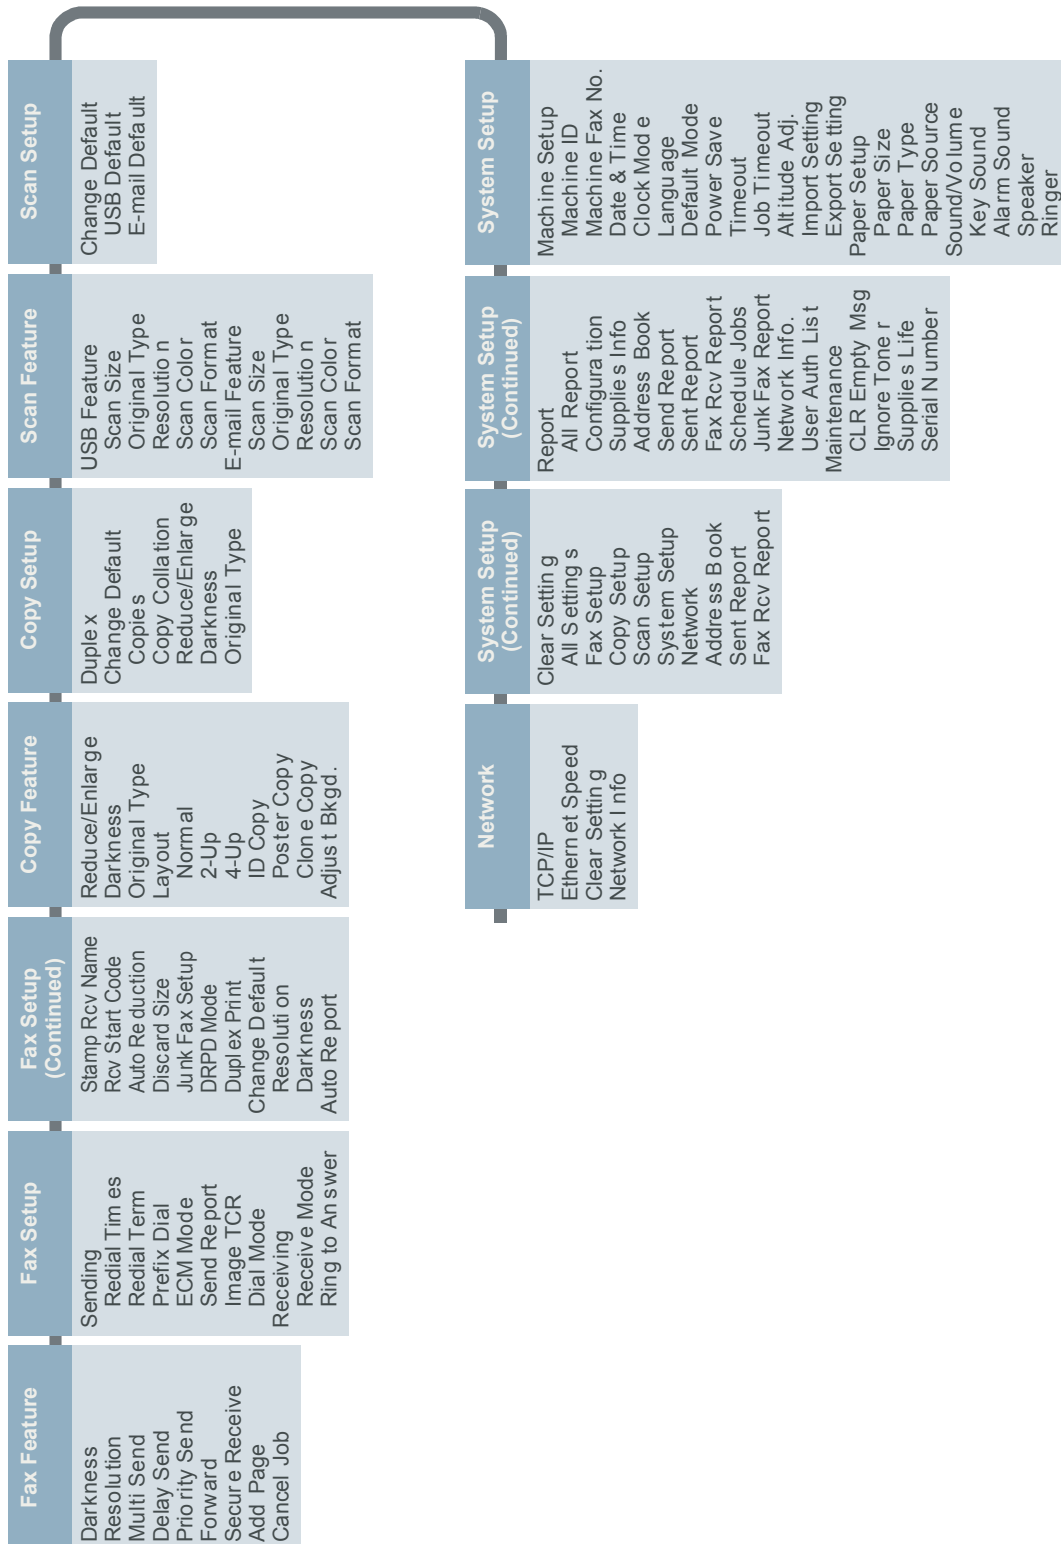 Fax Feature
Darkness
Resolution
Multi Send
Delay Send
Priority Send
Forward
Secure Receive
Add Page
Cancel Job
Fax Setup
Sending
Redial Times
Redial Term
Prefix Dial
ECM Mode
Send Report
Image TCR
Dial Mode
Receiving
Receive Mode
Ring to Answer
Fax Setup
(Continued)
Stamp Rcv Name
Rcv Start Code
Auto Reduction
Discard Size
Junk Fax Setup
DRPD Mode
Duplex Print
Change Default
Resolution
Darkness
Auto Report
Copy Feature
Reduce/Enlarge
Darkness
Original Type
Layout
Normal
2-Up
4-Up
ID Copy
Poster Copy
Clone Copy
Adjust Bkgd.
Copy Setup
Duplex
Change Default
Copies
Copy Collation
Reduce/Enlarge
Darkness
Original Type
Scan Feature
USB Feature
Scan Size
Original Type
Resolution
Scan Color
Scan Format
E-mail Feature
Scan Size
Original Type
Resolution
Scan Color
Scan Format
Scan Setup
Change Default
USB Default
E-mail Default
System Setup
Machine Setup
Machine ID
Machine Fax No.
Date & Time
Clock Mode
Language
Default Mode
Power Save
Timeout
Job Timeout
Altitude Adj.
Import Setting
Export Setting
Paper Setup
Paper Size
Paper Type
Paper Source
Sound/Volume
Key Sound
Alarm Sound
Speaker
Ringer
System Setup
(Continued)
Report
All Report
Configuration
Supplies Info
Address Book
Send Report
Sent Report
Fax Rcv Report
Schedule Jobs
Junk Fax Report
Network Info.
User Auth List
Maintenance
CLR Empty Msg
Ignore Toner
Supplies Life
Serial Number
System Setup
(Continued)
Clear Setting
All Settings
Fax Setup
Copy Setup
Scan Setup
System Setup
Network
Address Book
Sent Report
Fax Rcv Report
Network
TCP/IP
Ethernet Speed
Clear Setting
Network Info